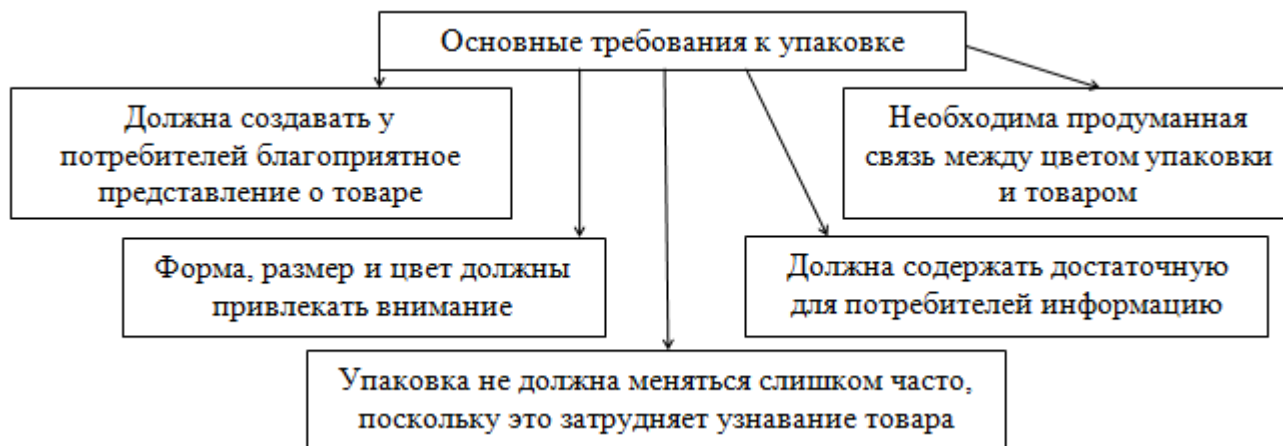 Основные требования к упаковке
Должна создавать у
потребителей благоприятное
представление о товаре
Необходима продуманная
связь между цветом упаковки
и товаром
Форма, размер и цвет должны
привлекать внимание
Должна содержать достаточную
для потребителей информацию
Упаковка не должна меняться слишком часто,
поскольку это затрудняет узнавание товара